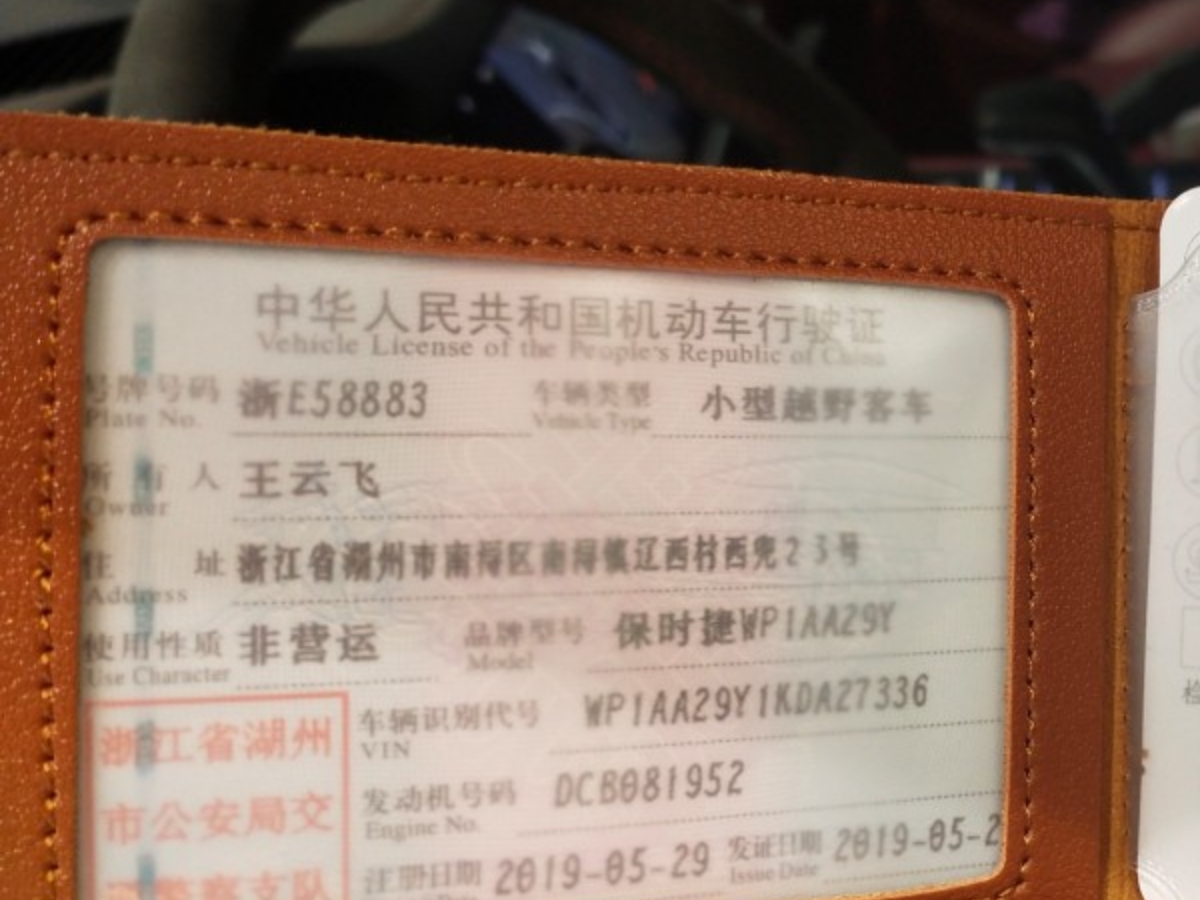 中华人民共和国机动车行驶证
Vehicle License of the People's Republic of China
号牌号码 浙E58883 车辆类型 小型越野客车
Plate No. Vehicle Type
所有人 王云飞
Owner
住址 浙江省湖州市南浔区南浔镇辽西村西兜23号
Address
使用性质 非营运 品牌型号 保时捷WP1AA29Y
Use Character Model
浙江省湖州 车辆识别代号 WP1AA29Y1KDA27336
VIN
市公安局交 发动机号码 DCB081952
Engine No.
警察支队 注册日期 2019-05-29 发证日期 2019-05-2
Issue Date
检